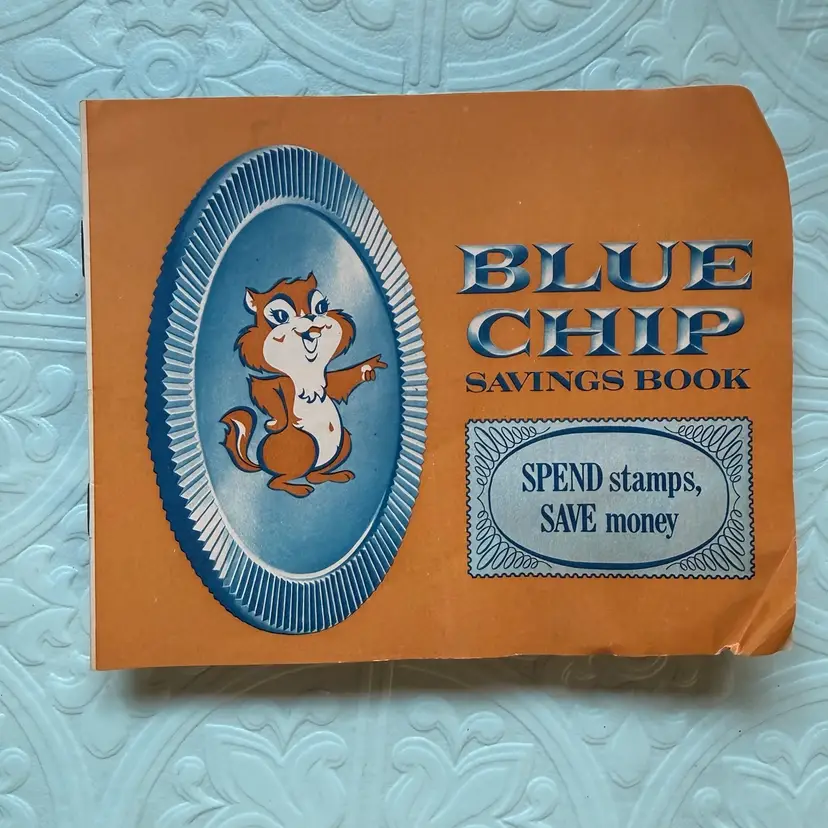 BLUE
CHIP
SAVINGS BOOK
SPEND stamps,
SAVE money